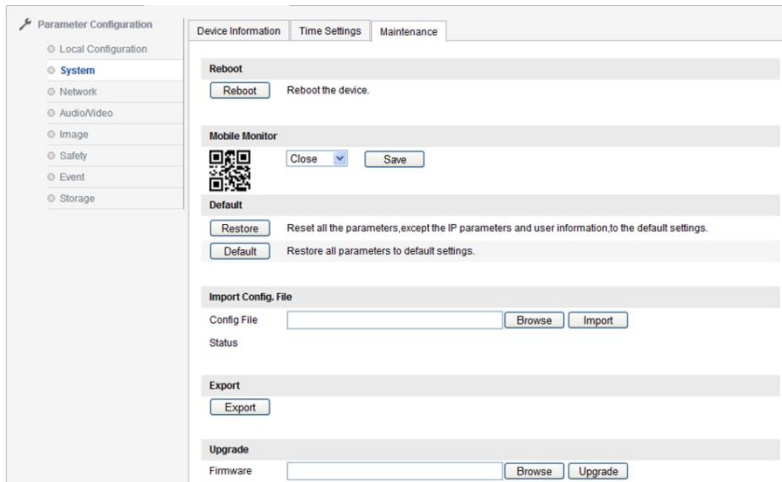 Parameter Configuration
Local Configuration
System
Network
Audio/Video
Image
Safety
Event
Storage
Device Information Time Settings Maintenance
Reboot
Reboot Reboot the device.
Mobile Monitor
Close Save
Default
Restore Reset all the parameters,except the IP parameters and user information,to the default settings.
Default Restore all parameters to default settings.
Import Config. File
Config File Browse Import
Status
Export
Export
Upgrade
Firmware Browse Upgrade